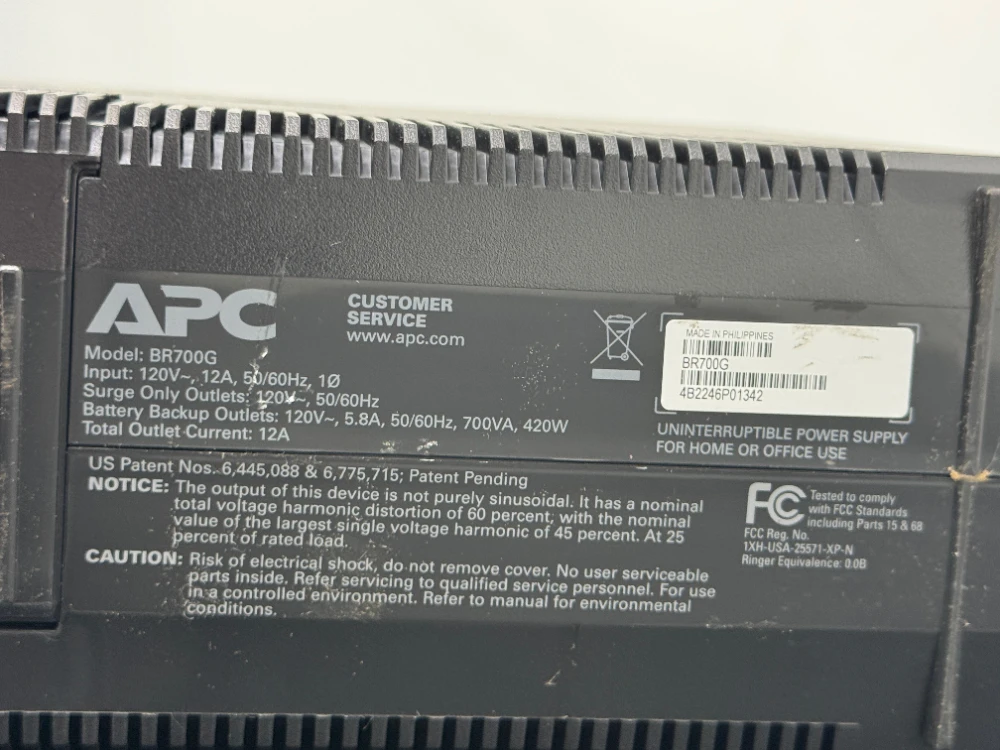 APC
CUSTOMER
SERVICE
www.apc.com
Model: BR700G
Input: 120V~, 12A, 50/60Hz, 1Ø
Surge Only Outlets: 120V~, 50/60Hz
Battery Backup Outlets: 120V~, 5.8A, 50/60Hz, 700VA, 420W
Total Outlet Current: 12A
MADE IN PHILIPPINES
BR700G
4B2246P01342
UNINTERRUPTIBLE POWER SUPPLY
FOR HOME OR OFFICE USE
US Patent Nos. 6,445,088 & 6,775,715; Patent Pending
NOTICE: The output of this device is not purely sinusoidal. It has a nominal
total voltage harmonic distortion of 60 percent, with the nominal
value of the largest single voltage harmonic of 45 percent. At 25
percent of rated load.
CAUTION: Risk of electrical shock, do not remove cover. No user serviceable
parts inside. Refer servicing to qualified service personnel. For use
in a controlled environment. Refer to manual for environmental
conditions.
FC Tested to comply
with FCC Standards
including Parts 15 & 68
FCC Reg. No.
1XH-USA-25571-XP-N
Ringer Equivalence: 0.0B